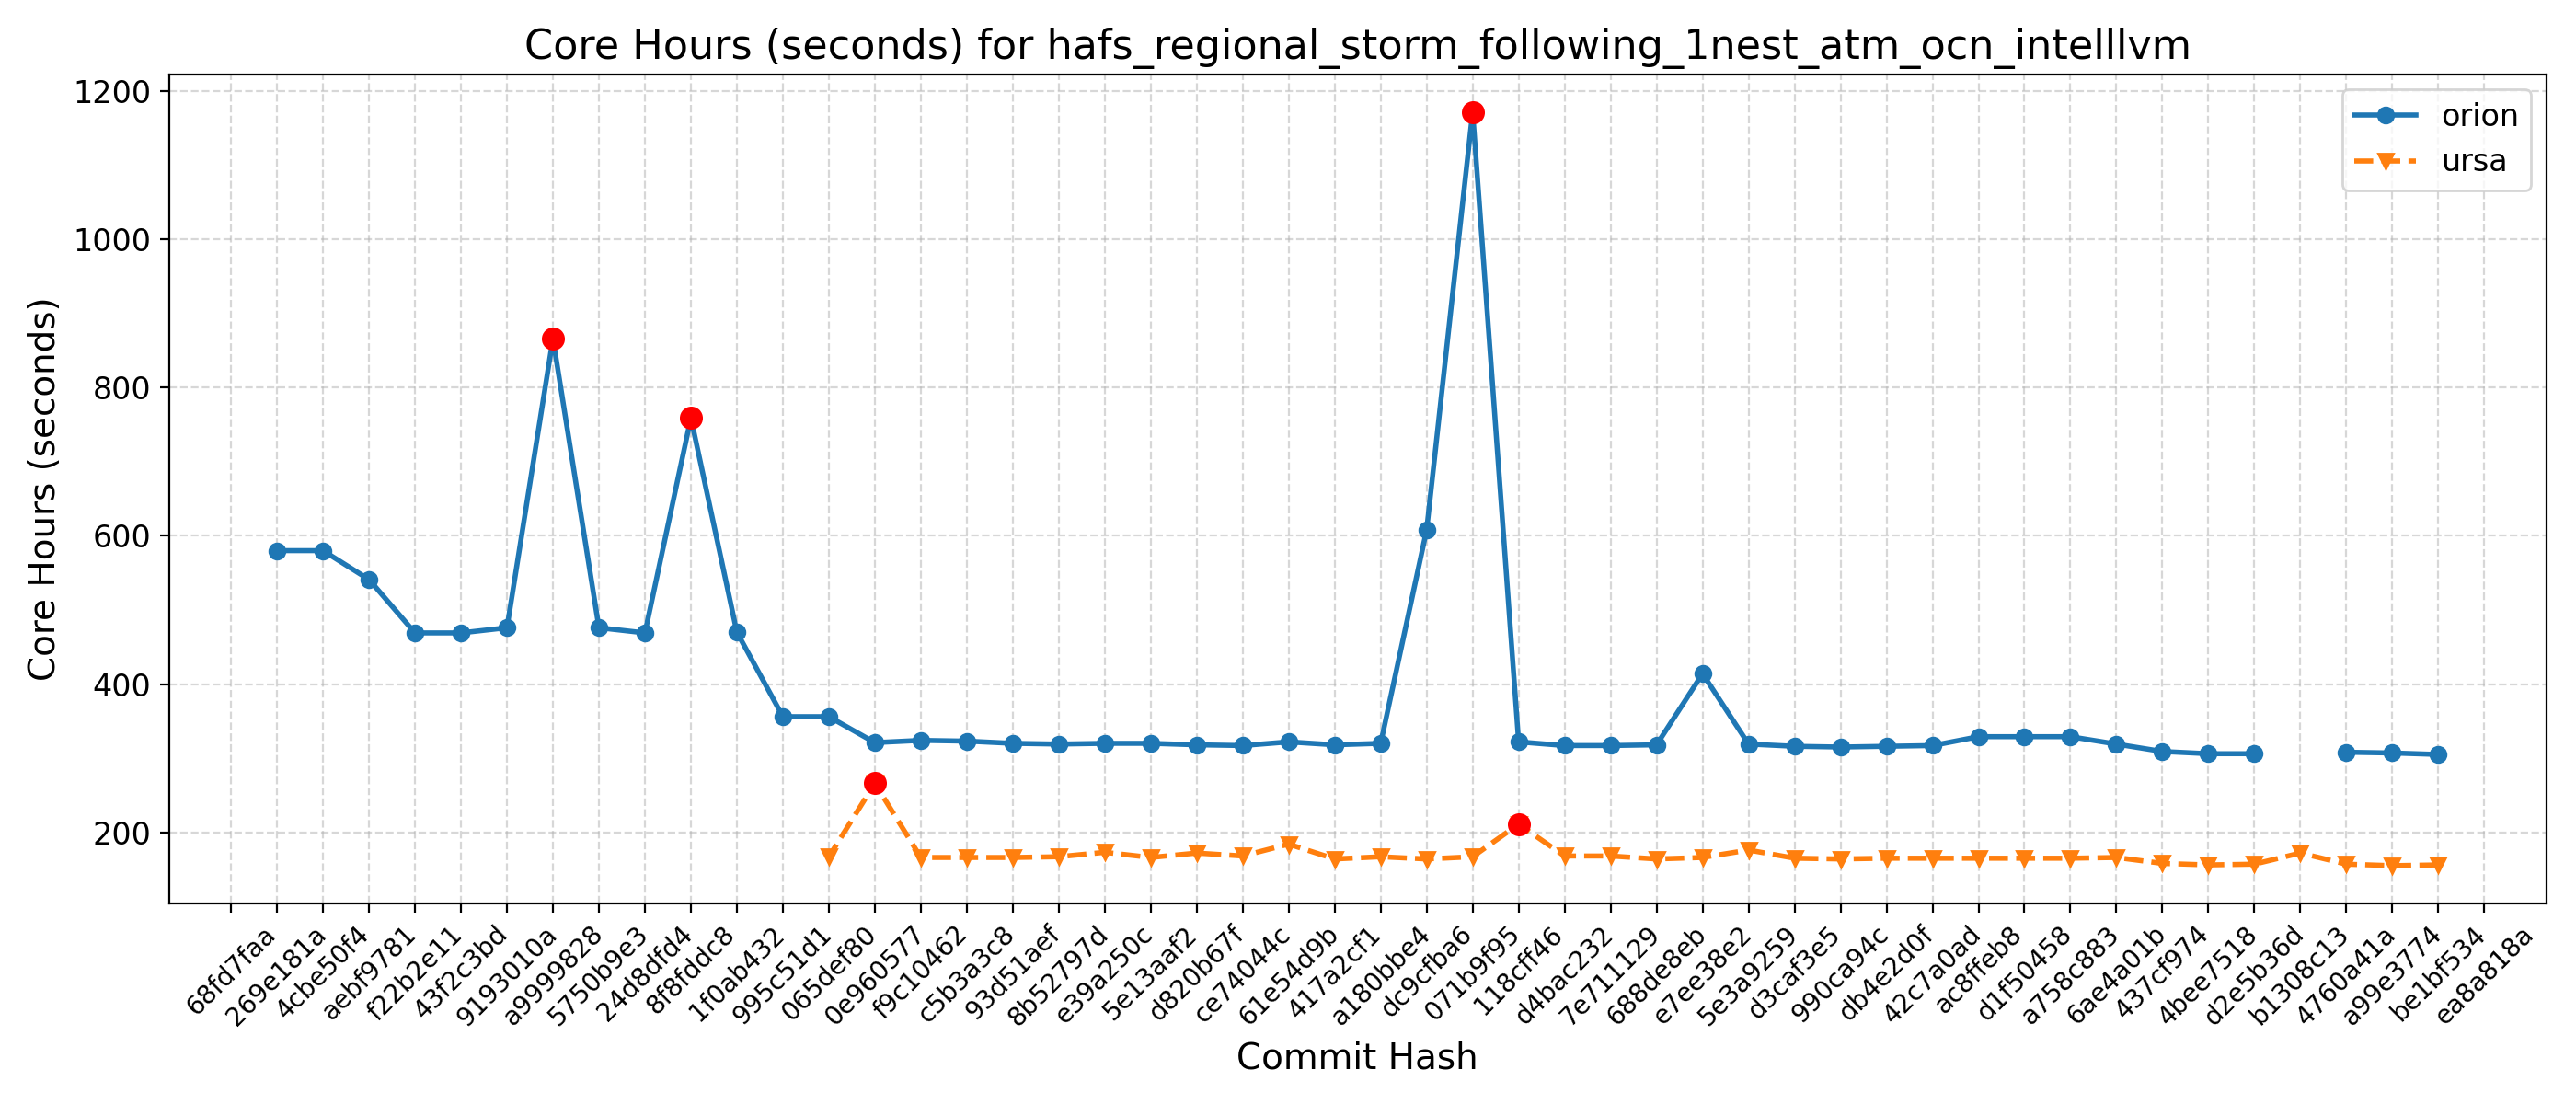 Core Hours (seconds) for hafs_regional_storm_following_1nest_atm_ocn_intelllvm
orion
ursa
Core Hours (seconds)
1200
1000
800
600
400
200
68fd7faa
269e181a
4cbe50f4
aebf9781
f22b2e11
43f2c3bd
9193010a
a9999828
5750b9e3
24d8dfd4
8f8fddc8
1f0ab432
995c51d1
065def80
0e960577
f9c10462
c5b3a3c8
93d51aef
8b52797d
e39a250c
5e13aaf2
d820b67f
ce74044c
61e54d9b
417a2cf1
a180bbe4
dc9cfba6
071b9f95
118cff46
d4bac232
7e711129
688de8eb
e7ee38e2
5e3a9259
d3caf3e5
990ca94c
db4e2d0f
42c7a0ad
ac8ffeb8
d1f50458
a758c883
6ae4a01b
437cf974
4bee7518
d2e5b36d
b1308c13
4760a41a
a99e3774
be1bf534
ea8a818a
Commit Hash